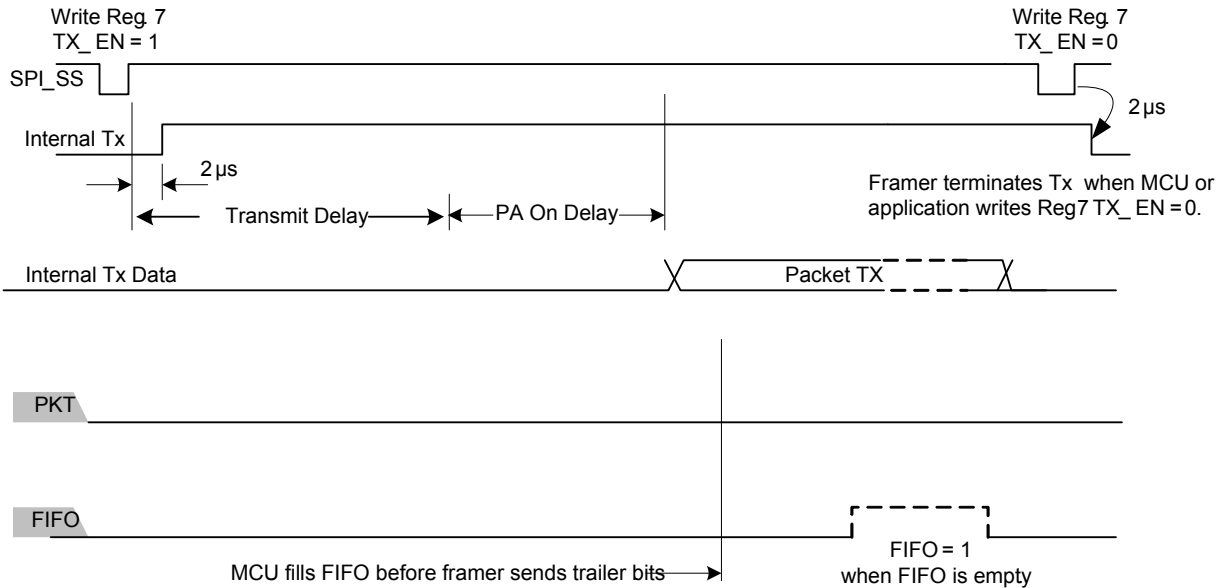 Write Reg. 7
TX_ EN = 1
Write Reg. 7
TX_ EN =0
SPI_SS
2 µs
Internal Tx
2 µs
Framer terminates Tx when MCU or
application writes Reg7 TX_ EN =0.
Transmit Delay
PA On Delay
Internal Tx Data
Packet TX
PKT
FIFO
FIFO = 1
when FIFO is empty
MCU fills FIFO before framer sends trailer bits